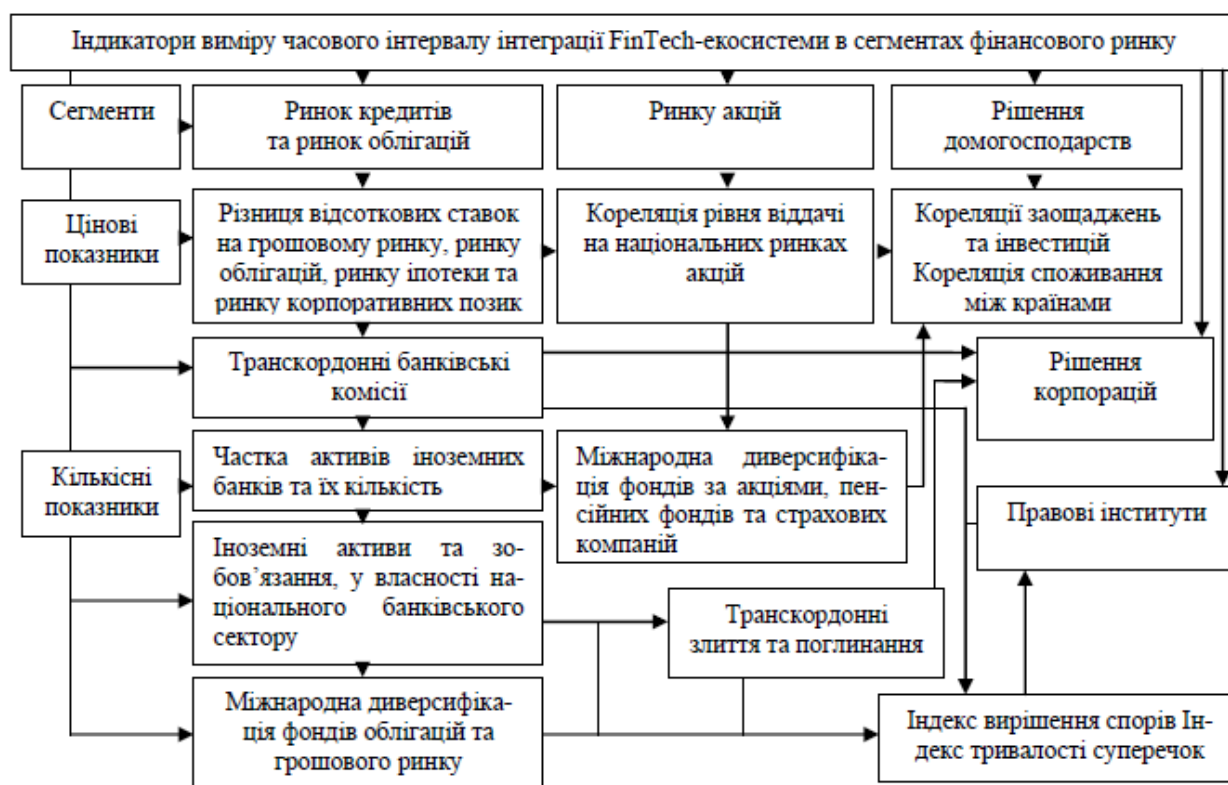 Індикатори виміру часового інтервалу інтеграції FinTech-екосистеми в сегментах фінансового ринку
Сегменти
Ринок кредитів
та ринок облігацій
Ринку акцій
Рішення
домогосподарств
Цінові
показники
Різниця відсоткових ставок
на грошовому ринку, ринку
облігацій, ринку іпотеки та
ринку корпоративних позик
Кореляція рівня віддачі
на національних ринках
акцій
Кореляції заощаджень
та інвестицій
Кореляція споживання
між країнами
Транскордонні банківські
комісії
Рішення
корпорацій
Кількісні
показники
Частка активів іноземних
банків та їх кількість
Міжнародна диверсифіка-
ція фондів за акціями, пен-
сійних фондів та страхових
компаній
Правові інститути
Іноземні активи та зо-
бов’язання, у власності на-
ціонального банківського
сектору
Транскордонні
злиття та поглинання
Міжнародна диверсифіка-
ція фондів облігацій та
грошового ринку
Індекс вирішення спорів Ін-
декс тривалості суперечок